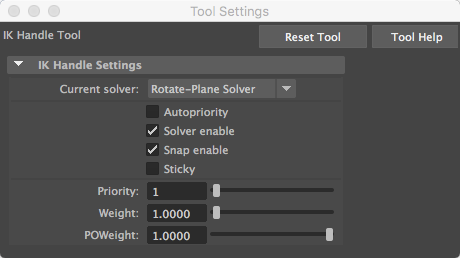 Tool Settings
IK Handle Tool
Reset Tool
Tool Help
IK Handle Settings
Current solver: Rotate-Plane Solver
Autopriority
Solver enable
Snap enable
Sticky
Priority: 1
Weight: 1.0000
POWeight: 1.0000